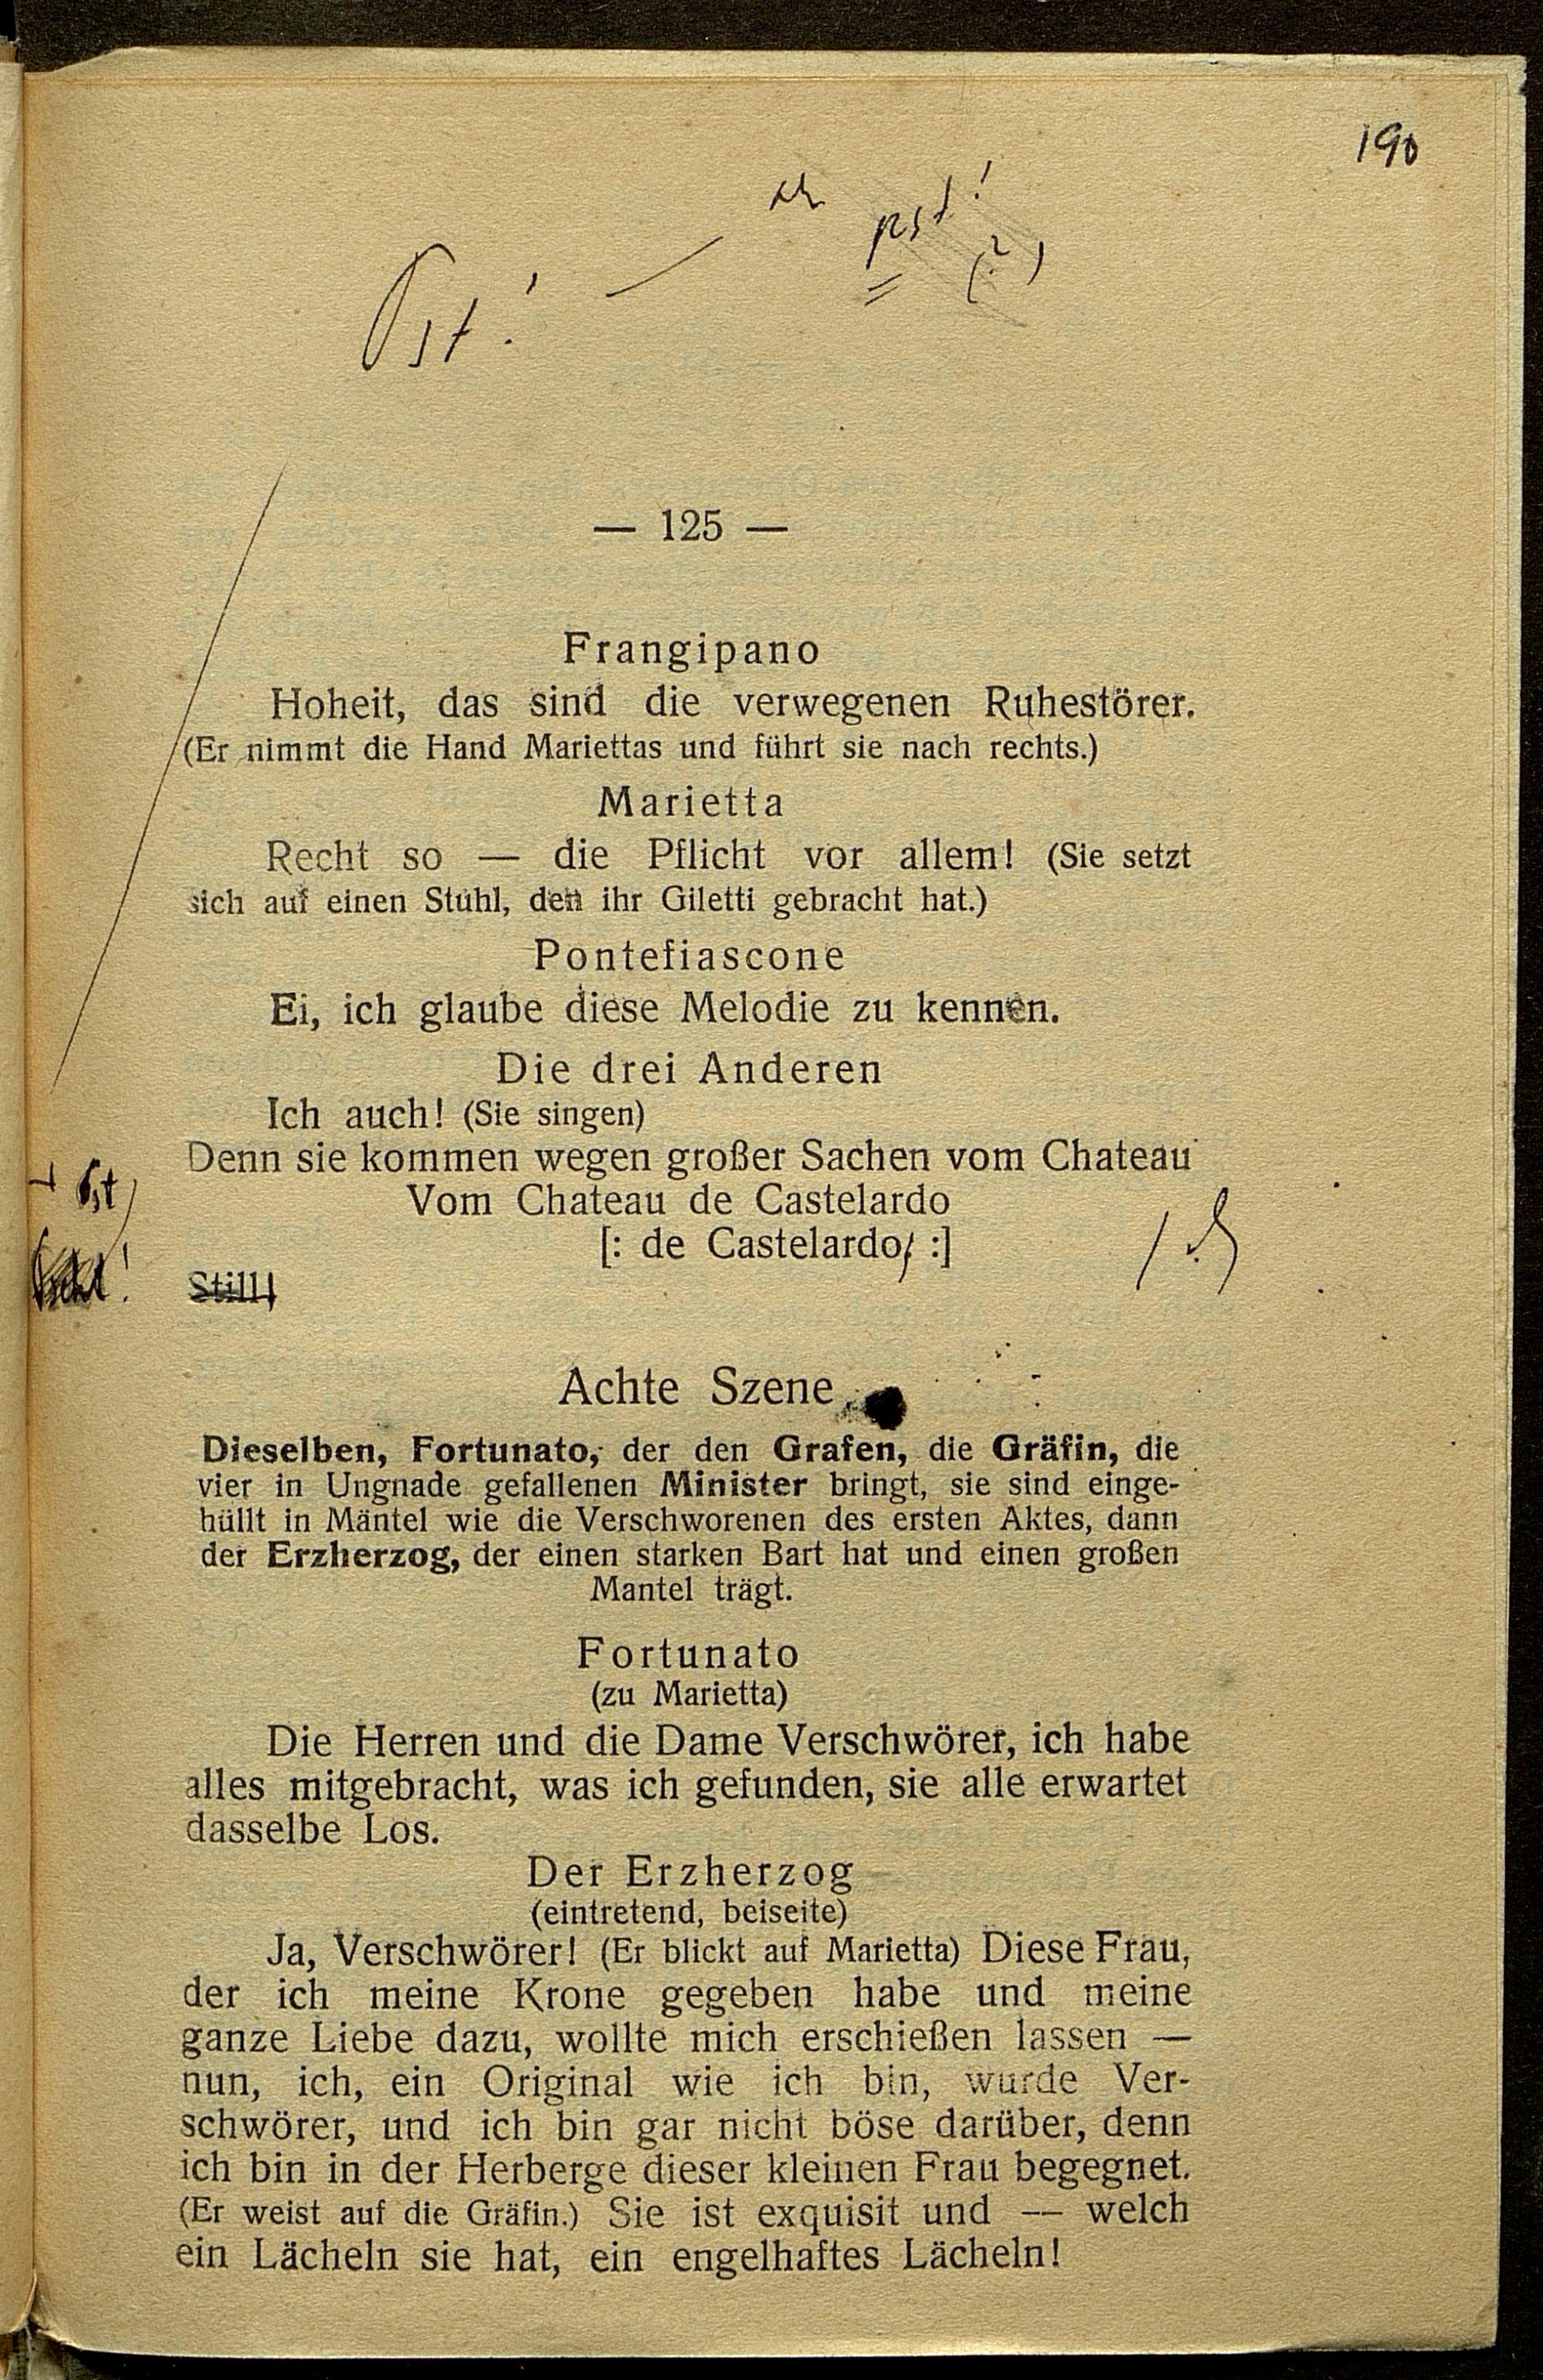 190
pst!
(?)
Pst!
— 125 —
Frangipano
Hoheit, das sind die verwegenen Ruhestörer.
(Er nimmt die Hand Mariettas und führt sie nach rechts.)
Marietta
Recht so — die Pflicht vor allem! (Sie setzt
sich auf einen Stuhl, den ihr Giletti gebracht hat.)
Pontefiascone
Ei, ich glaube diese Melodie zu kennen.
Die drei Anderen
Ich auch! (Sie singen)
Denn sie kommen wegen großer Sachen vom Chateau
Pst
Vom Chateau de Castelardo
[: de Castelardo, :]
Still!
Achte Szene.
Dieselben, Fortunato, der den Grafen, die Gräfin, die
vier in Ungnade gefallenen Minister bringt, sie sind einge-
hüllt in Mäntel wie die Verschworenen des ersten Aktes, dann
der Erzherzog, der einen starken Bart hat und einen großen
Mantel trägt.
Fortunato
(zu Marietta)
Die Herren und die Dame Verschwörer, ich habe
alles mitgebracht, was ich gefunden, sie alle erwartet
dasselbe Los.
Der Erzherzog
(eintretend, beiseite)
Ja, Verschwörer! (Er blickt auf Marietta) Diese Frau,
der ich meine Krone gegeben habe und meine
ganze Liebe dazu, wollte mich erschießen lassen —
nun, ich, ein Original wie ich bin, wurde Ver-
schwörer, und ich bin gar nicht böse darüber, denn
ich bin in der Herberge dieser kleinen Frau begegnet.
(Er weist auf die Gräfin.) Sie ist exquisit und — welch
ein Lächeln sie hat, ein engelhaftes Lächeln!